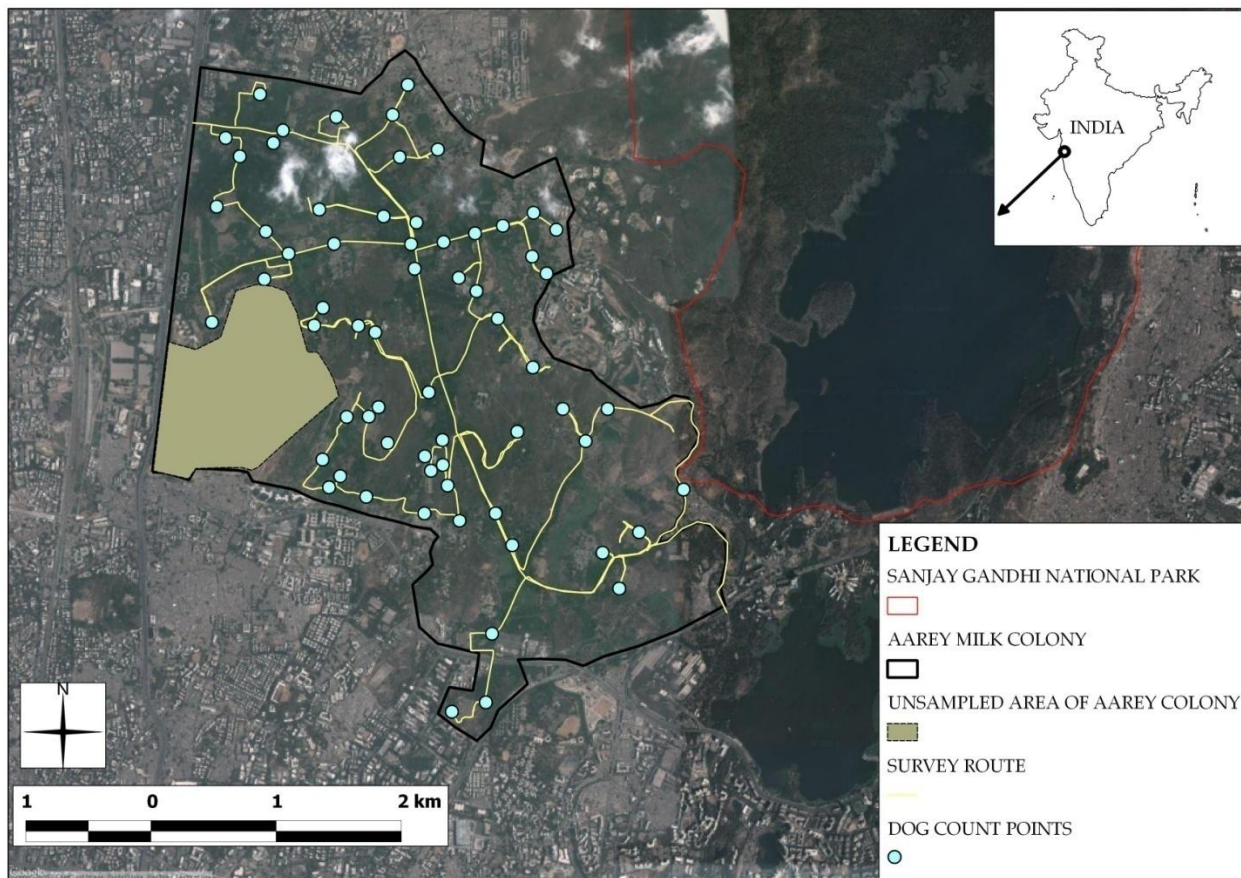 INDIA
LEGEND
SANJAY GANDHI NATIONAL PARK
AAREY MILK COLONY
UNSAMPLED AREA OF AAREY COLONY
SURVEY ROUTE
DOG COUNT POINTS
N
1 0 1 2 km
Google